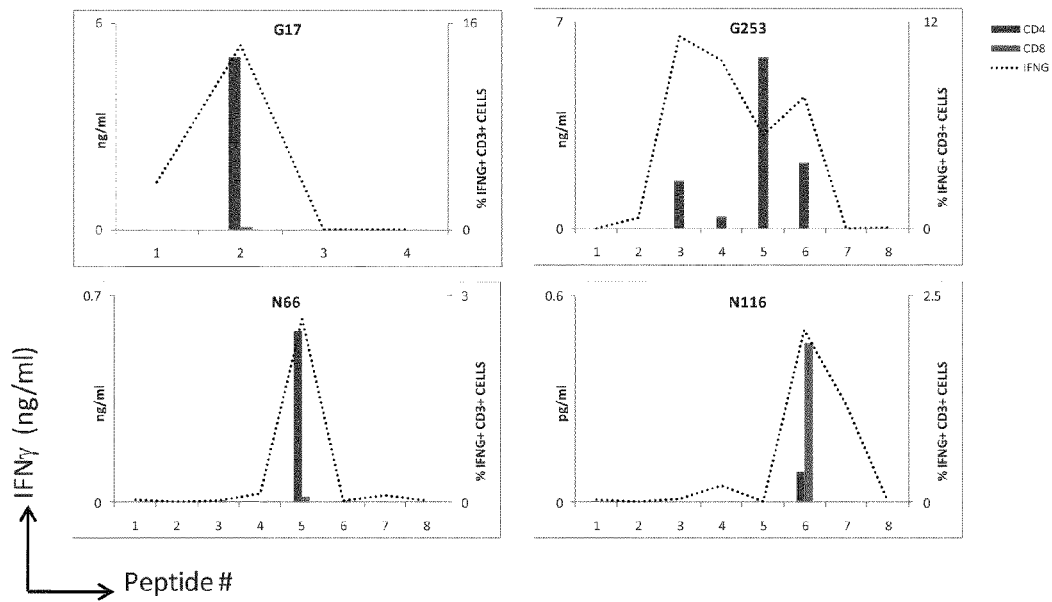 G17
6
16
ng/ml
% IFNG+ CD3+ CELLS
0
0
1 2 3 4
G253
7
12
ng/ml
% IFNG+ CD3+ CELLS
0
0
1 2 3 4 5 6 7 8
CD4
CD8
IFNG
N66
0.7
3
ng/ml
% IFNG+ CD3+ CELLS
0
0
1 2 3 4 5 6 7 8
N116
0.6
2.5
pg/ml
% IFNG+ CD3+ CELLS
0
0
1 2 3 4 5 6 7 8
IFNγ (ng/ml)
Peptide #